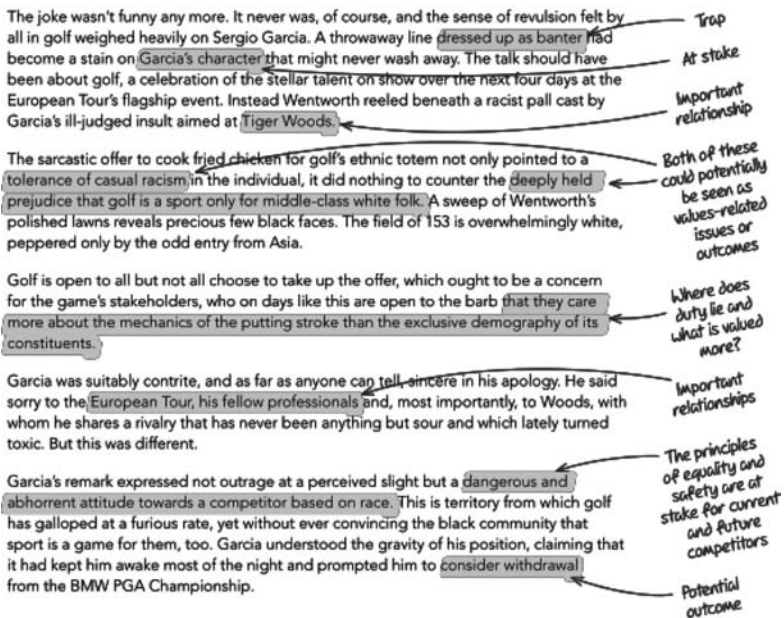 The joke wasn't funny any more. It never was, of course, and the sense of revulsion felt by
all in golf weighed heavily on Sergio Garcia. A throwaway line dressed up as banter had
become a stain on Garcia's character that might never wash away. The talk should have
been about golf, a celebration of the stellar talent on show over the next four days at the
European Tour's flagship event. Instead Wentworth reeled beneath a racist pall cast by
Garcia's ill-judged insult aimed at Tiger Woods.
Trap
At stake
Important
relationship
The sarcastic offer to cook fried chicken for golf's ethnic totem not only pointed to a
tolerance of casual racism in the individual, it did nothing to counter the deeply held
prejudice that golf is a sport only for middle-class white folk. A sweep of Wentworth's
polished lawns reveals precious few black faces. The field of 153 is overwhelmingly white,
peppered only by the odd entry from Asia.
Both of these
could potentially
be seen as
values-related
issues or
outcomes
Golf is open to all but not all choose to take up the offer, which ought to be a concern
for the game's stakeholders, who on days like this are open to the barb that they care
more about the mechanics of the putting stroke than the exclusive demography of its
constituents.
Where does
duty lie and
what is valued
more?
Garcia was suitably contrite, and as far as anyone can tell, sincere in his apology. He said
sorry to the European Tour, his fellow professionals and, most importantly, to Woods, with
whom he shares a rivalry that has never been anything but sour and which lately turned
toxic. But this was different.
Important
relationships
Garcia's remark expressed not outrage at a perceived slight but a dangerous and
abhorrent attitude towards a competitor based on race. This is territory from which golf
has galloped at a furious rate, yet without ever convincing the black community that
sport is a game for them, too. Garcia understood the gravity of his position, claiming that
it had kept him awake most of the night and prompted him to consider withdrawal
from the BMW PGA Championship.
The principles
of equality and
safety are at
stake for current
and future
competitors
Potential
outcome